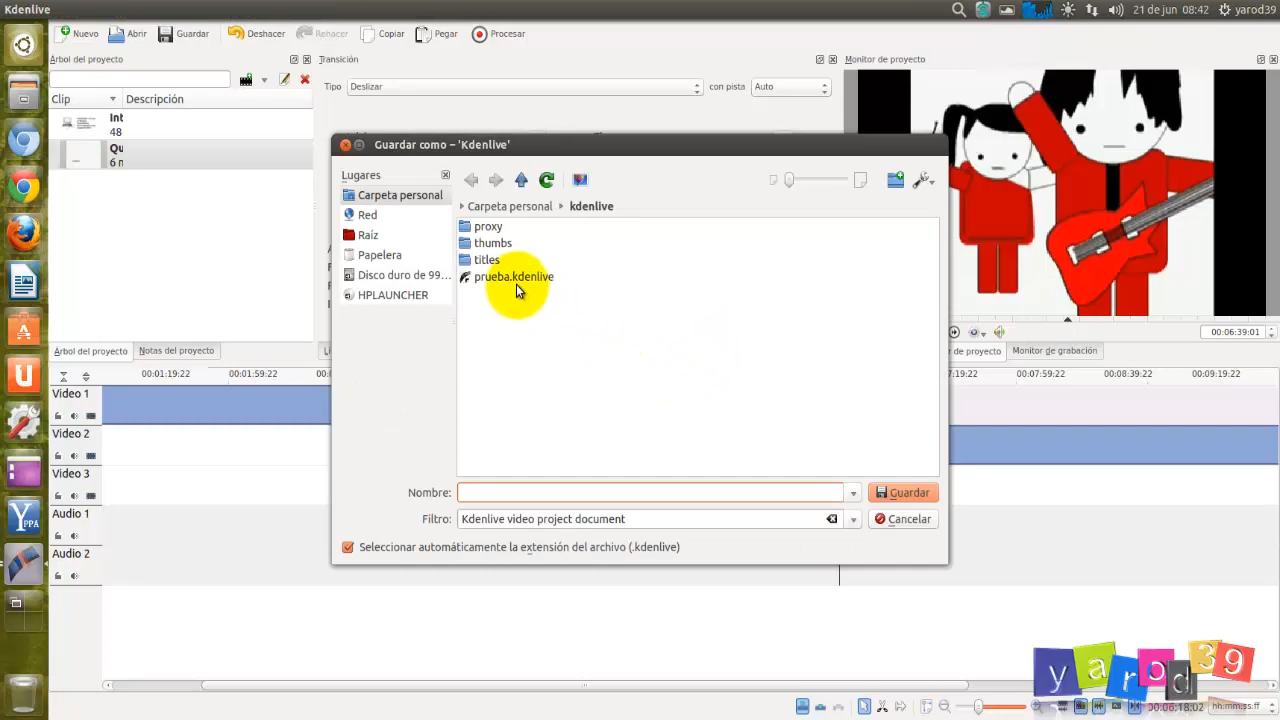 Kdenlive
21 de jun 08:42 yarod39
Nuevo Abrir Guardar Deshacer Rehacer Copiar Pegar Procesar
Árbol del proyecto
Transición
Monitor de proyecto
Tipo Deslizar con pista Auto
Clip Descripción
Int
48
Qu
6 n
Guardar como – 'Kdenlive'
Lugares
Carpeta personal
Red
Raíz
Papelera
Disco duro de 99...
HPLAUNCHER
Carpeta personal kdenlive
proxy
thumbs
titles
prueba.kdenlive
Nombre: Guardar
Filtro: Kdenlive video project document Cancelar
Seleccionar automáticamente la extensión del archivo (.kdenlive)
00:06:39:01
Árbol del proyecto Notas del proyecto
de proyecto Monitor de grabación
00:01:19:22 00:01:59:22
7:19:22 00:07:59:22 00:08:39:22 00:09:19:22
Video 1
Video 2
Video 3
Audio 1
Audio 2
yarod39
00:06:18:02 hh:mm:ss:ff